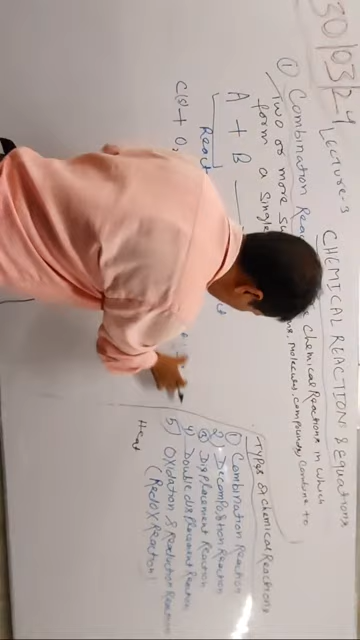 30/03/24 Lecture-3 CHEMICAL REACTIONS & Equations
① Combination Reac Chemical Reactions in which
Two or more su molecules, compounds combine to
form a single
A + B
React
C(s) + O₂
Types of chemical Reactions
① Combination Reaction
2) Decomposition Reaction
③ Displacement Reaction
4) Double displacement Reaction
5) Oxidation & Reduction Reaction
(Redox Reaction)
Heat